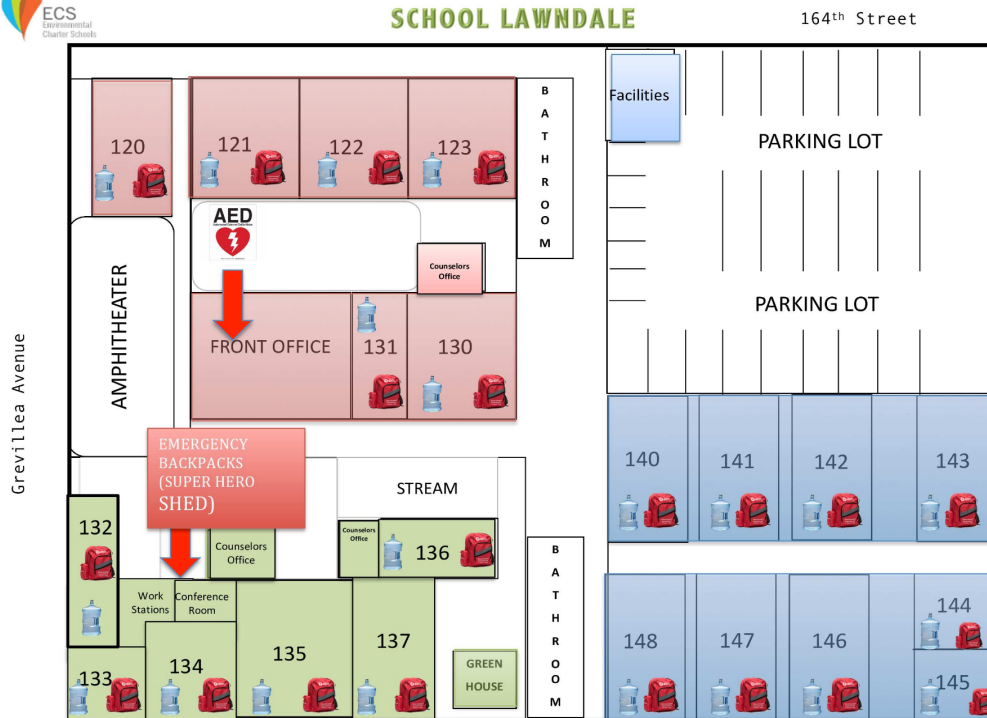 ECS
Environmental
Charter Schools
SCHOOL LAWNDALE
164th Street
Grevillea Avenue
120
121
122
123
BATHROOM
Facilities
PARKING LOT
AED
Counselors
Office
AMPHITHEATER
PARKING LOT
FRONT OFFICE
131
130
EMERGENCY
BACKPACKS
(SUPER HERO
SHED)
STREAM
140
141
142
143
132
Counselors
Office
Counselors
Office
136
BATHROOM
Work
Stations
Conference
Room
133
134
135
137
GREEN
HOUSE
148
147
146
144
145